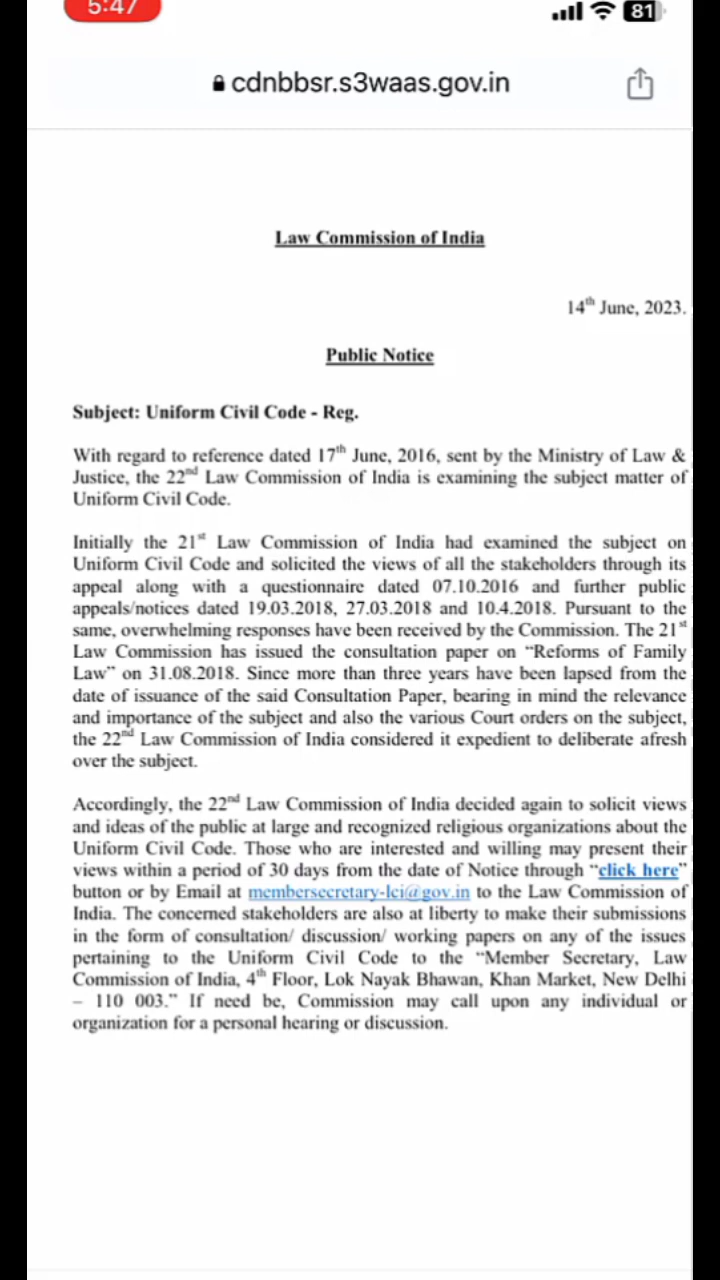 5:47
81
cdnbbsr.s3waas.gov.in
Law Commission of India
14th June, 2023.
Public Notice
Subject: Uniform Civil Code - Reg.
With regard to reference dated 17th June, 2016, sent by the Ministry of Law &
Justice, the 22nd Law Commission of India is examining the subject matter of
Uniform Civil Code.
Initially the 21st Law Commission of India had examined the subject on
Uniform Civil Code and solicited the views of all the stakeholders through its
appeal along with a questionnaire dated 07.10.2016 and further public
appeals/notices dated 19.03.2018, 27.03.2018 and 10.4.2018. Pursuant to the
same, overwhelming responses have been received by the Commission. The 21st
Law Commission has issued the consultation paper on “Reforms of Family
Law” on 31.08.2018. Since more than three years have been lapsed from the
date of issuance of the said Consultation Paper, bearing in mind the relevance
and importance of the subject and also the various Court orders on the subject,
the 22nd Law Commission of India considered it expedient to deliberate afresh
over the subject.
Accordingly, the 22nd Law Commission of India decided again to solicit views
and ideas of the public at large and recognized religious organizations about the
Uniform Civil Code. Those who are interested and willing may present their
views within a period of 30 days from the date of Notice through “click here”
button or by Email at membersecretary-lci@gov.in to the Law Commission of
India. The concerned stakeholders are also at liberty to make their submissions
in the form of consultation/ discussion/ working papers on any of the issues
pertaining to the Uniform Civil Code to the “Member Secretary, Law
Commission of India, 4th Floor, Lok Nayak Bhawan, Khan Market, New Delhi
– 110 003.” If need be, Commission may call upon any individual or
organization for a personal hearing or discussion.